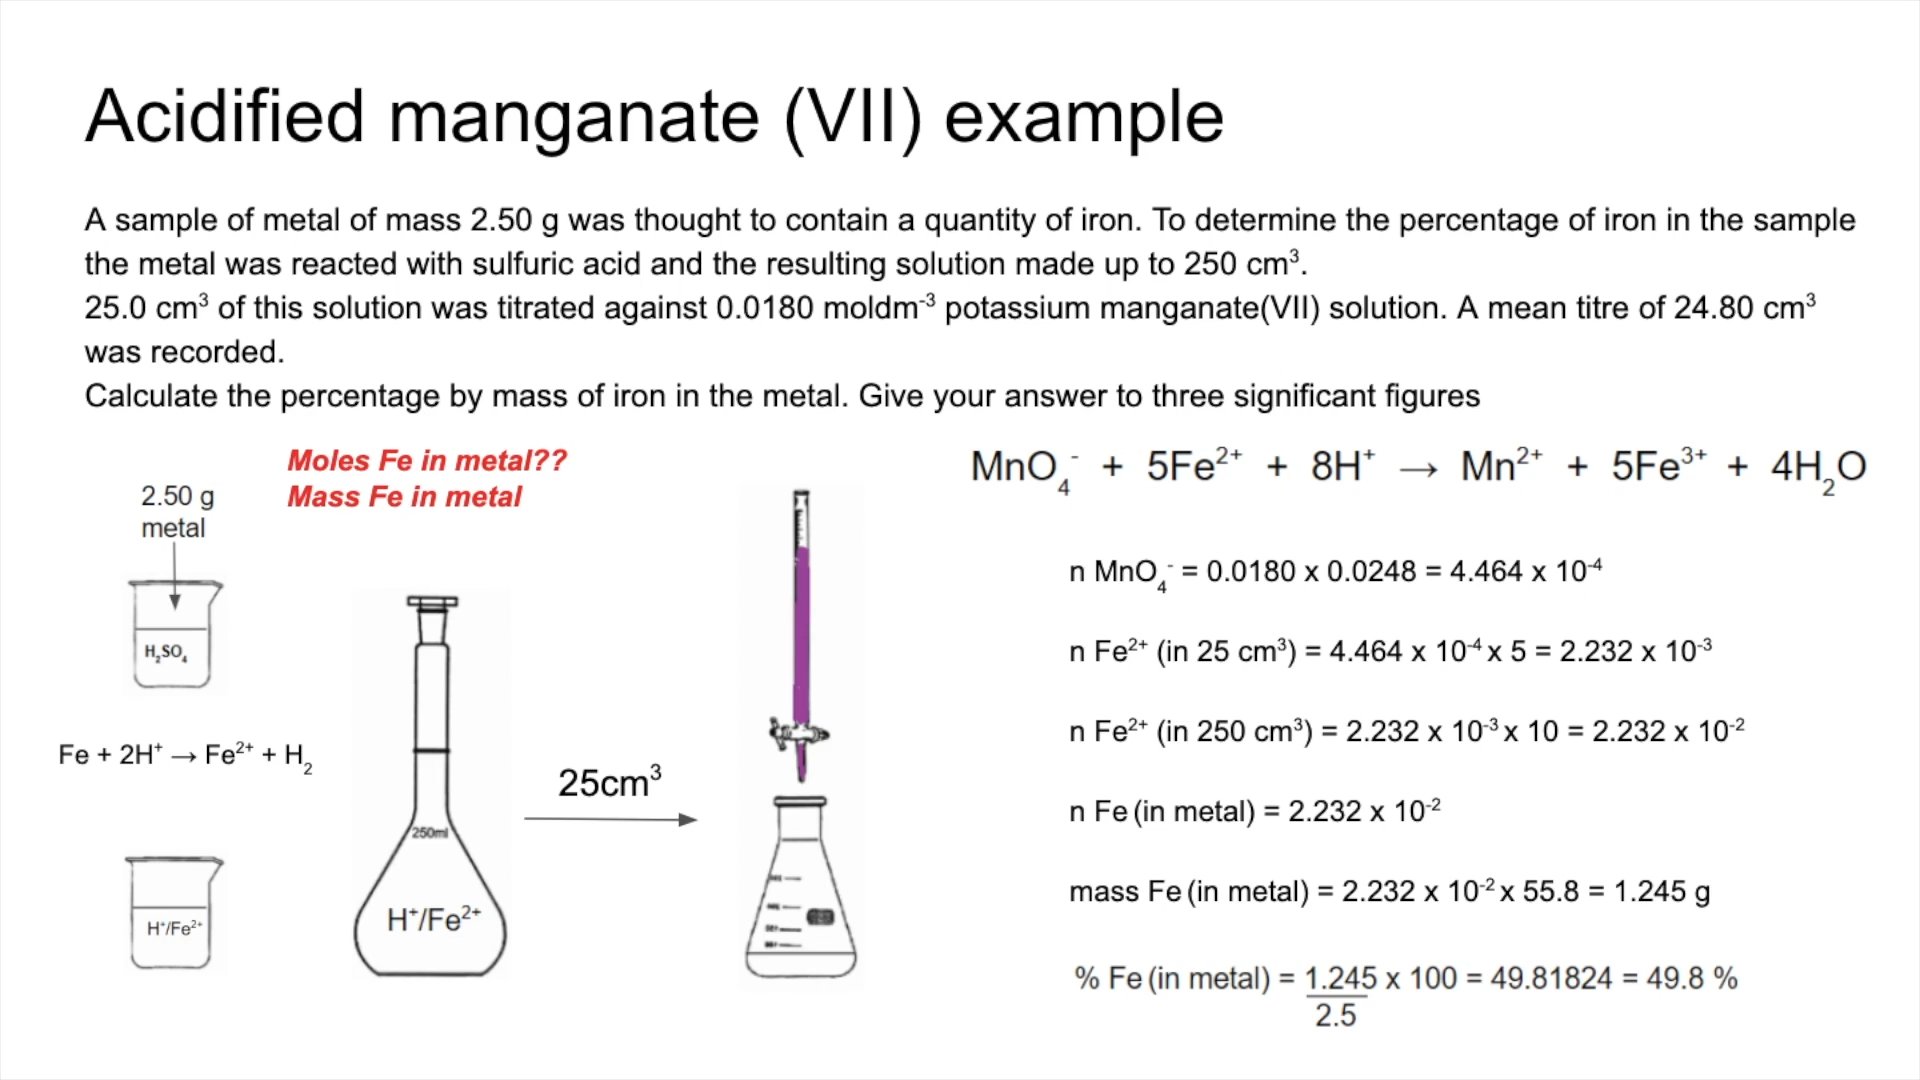 Acidified manganate (VII) example
A sample of metal of mass 2.50 g was thought to contain a quantity of iron. To determine the percentage of iron in the sample
the metal was reacted with sulfuric acid and the resulting solution made up to 250 cm³.
25.0 cm³ of this solution was titrated against 0.0180 moldm⁻³ potassium manganate(VII) solution. A mean titre of 24.80 cm³
was recorded.
Calculate the percentage by mass of iron in the metal. Give your answer to three significant figures
Moles Fe in metal??
Mass Fe in metal
2.50 g
metal
H₂SO₄
Fe + 2H⁺ → Fe²⁺ + H₂
H⁺/Fe²⁺
250ml
H⁺/Fe²⁺
25cm³
MnO₄⁻ + 5Fe²⁺ + 8H⁺ → Mn²⁺ + 5Fe³⁺ + 4H₂O
n MnO₄⁻ = 0.0180 x 0.0248 = 4.464 x 10⁻⁴
n Fe²⁺ (in 25 cm³) = 4.464 x 10⁻⁴ x 5 = 2.232 x 10⁻³
n Fe²⁺ (in 250 cm³) = 2.232 x 10⁻³ x 10 = 2.232 x 10⁻²
n Fe (in metal) = 2.232 x 10⁻²
mass Fe (in metal) = 2.232 x 10⁻² x 55.8 = 1.245 g
% Fe (in metal) = 1.245 x 100 = 49.81824 = 49.8 %
2.5